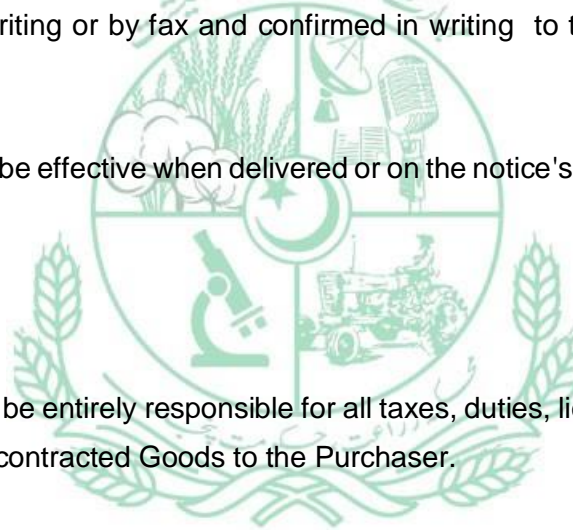 riting or by fax and confirmed in writing to t
be effective when delivered or on the notice's
be entirely responsible for all taxes, duties, li
contracted Goods to the Purchaser.